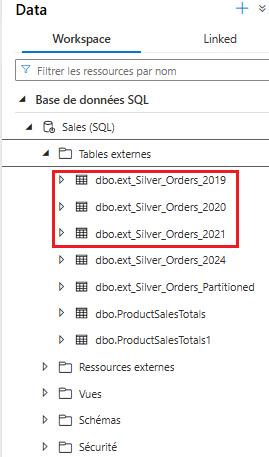 Data
Workspace
Linked
Filtrer les ressources par nom
Base de données SQL
Sales (SQL)
Tables externes
dbo.ext_Silver_Orders_2019
dbo.ext_Silver_Orders_2020
dbo.ext_Silver_Orders_2021
dbo.ext_Silver_Orders_2024
dbo.ext_Silver_Orders_Partitioned
dbo.ProductSalesTotals
dbo.ProductSalesTotals1
Ressources externes
Vues
Schémas
Sécurité